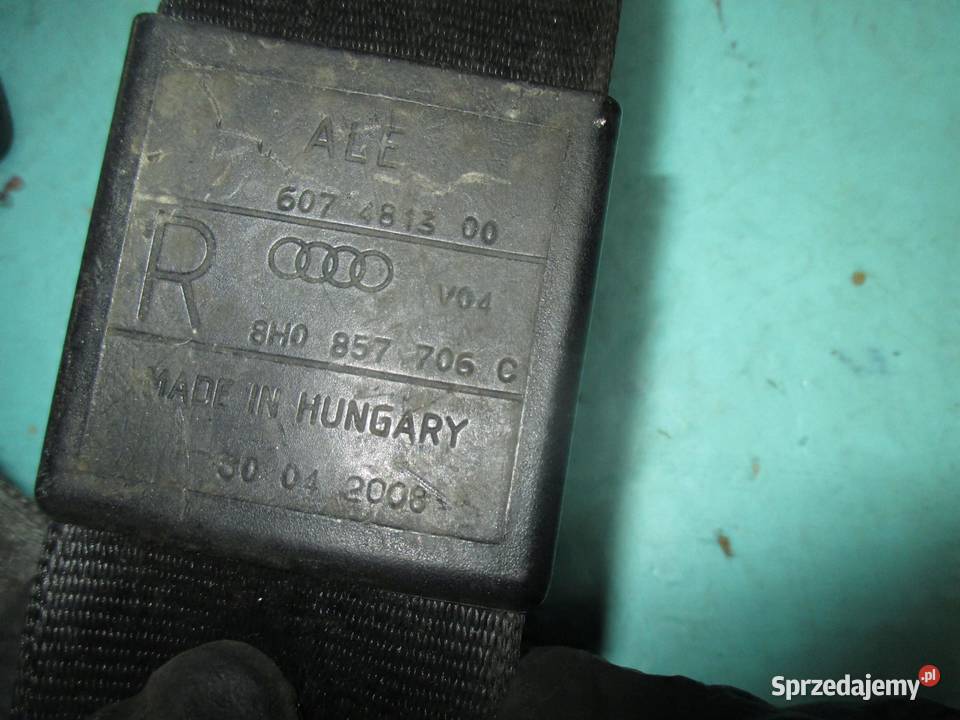 ALE
607 4813 00
R
V04
8H0 857 706 C
MADE IN HUNGARY
30 04 2008
Sprzedajemy.pl